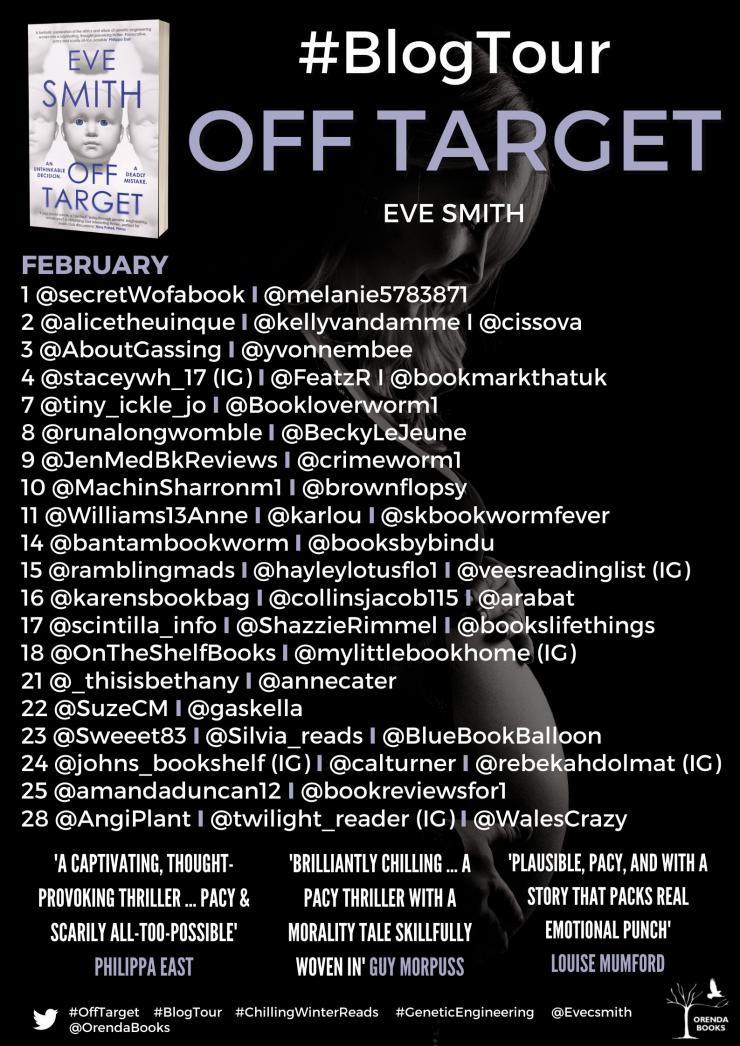 EVE
SMITH
AN
UNTHINKABLE
DECISION.
OFF
A
DEADLY
MISTAKE.
TARGET
#BlogTour
OFF TARGET
EVE SMITH
FEBRUARY
1 @secretWofabook I @melanie5783871
2 @alicetheuinque I @kellyvandamme I @cissova
3 @AboutGassing I @yvonnembee
4 @staceywh_17 (IG) I @FeatzR I @bookmarkthatuk
7 @tiny_ickle_jo I @Bookloverworm1
8 @runalongwomble I @BeckyLeJeune
9 @JenMedBkReviews I @crimeworm1
10 @MachinSharronm1 I @brownflopsy
11 @Williams13Anne I @karlou I @skbookwormfever
14 @bantambookworm I @booksbybindu
15 @ramblingmads I @hayleylotusflo1 I @veesreadinglist (IG)
16 @karensbookbag I @collinsjacob115 I @arabat
17 @scintilla_info I @ShazzieRimmel I @bookslifethings
18 @OnTheShelfBooks I @mylittlebookhome (IG)
21 @_thisisbethany I @annecater
22 @SuzeCM I @gaskella
23 @Sweeet83 I @Silvia_reads I @BlueBookBalloon
24 @johns_bookshelf (IG) I @calturner I @rebekahdolmat (IG)
25 @amandaduncan12 I @bookreviewsfor1
28 @AngiPlant I @twilight_reader (IG) I @WalesCrazy
'A CAPTIVATING, THOUGHT-
PROVOKING THRILLER ... PACY &
SCARILY ALL-TOO-POSSIBLE'
PHILIPPA EAST
'BRILLIANTLY CHILLING ... A
PACY THRILLER WITH A
MORALITY TALE SKILLFULLY
WOVEN IN' GUY MORPUSS
'PLAUSIBLE, PACY, AND WITH A
STORY THAT PACKS REAL
EMOTIONAL PUNCH'
LOUISE MUMFORD
#OffTarget #BlogTour #ChillingWinterReads #GeneticEngineering @Evecsmith
@OrendaBooks
ORENDA
BOOKS